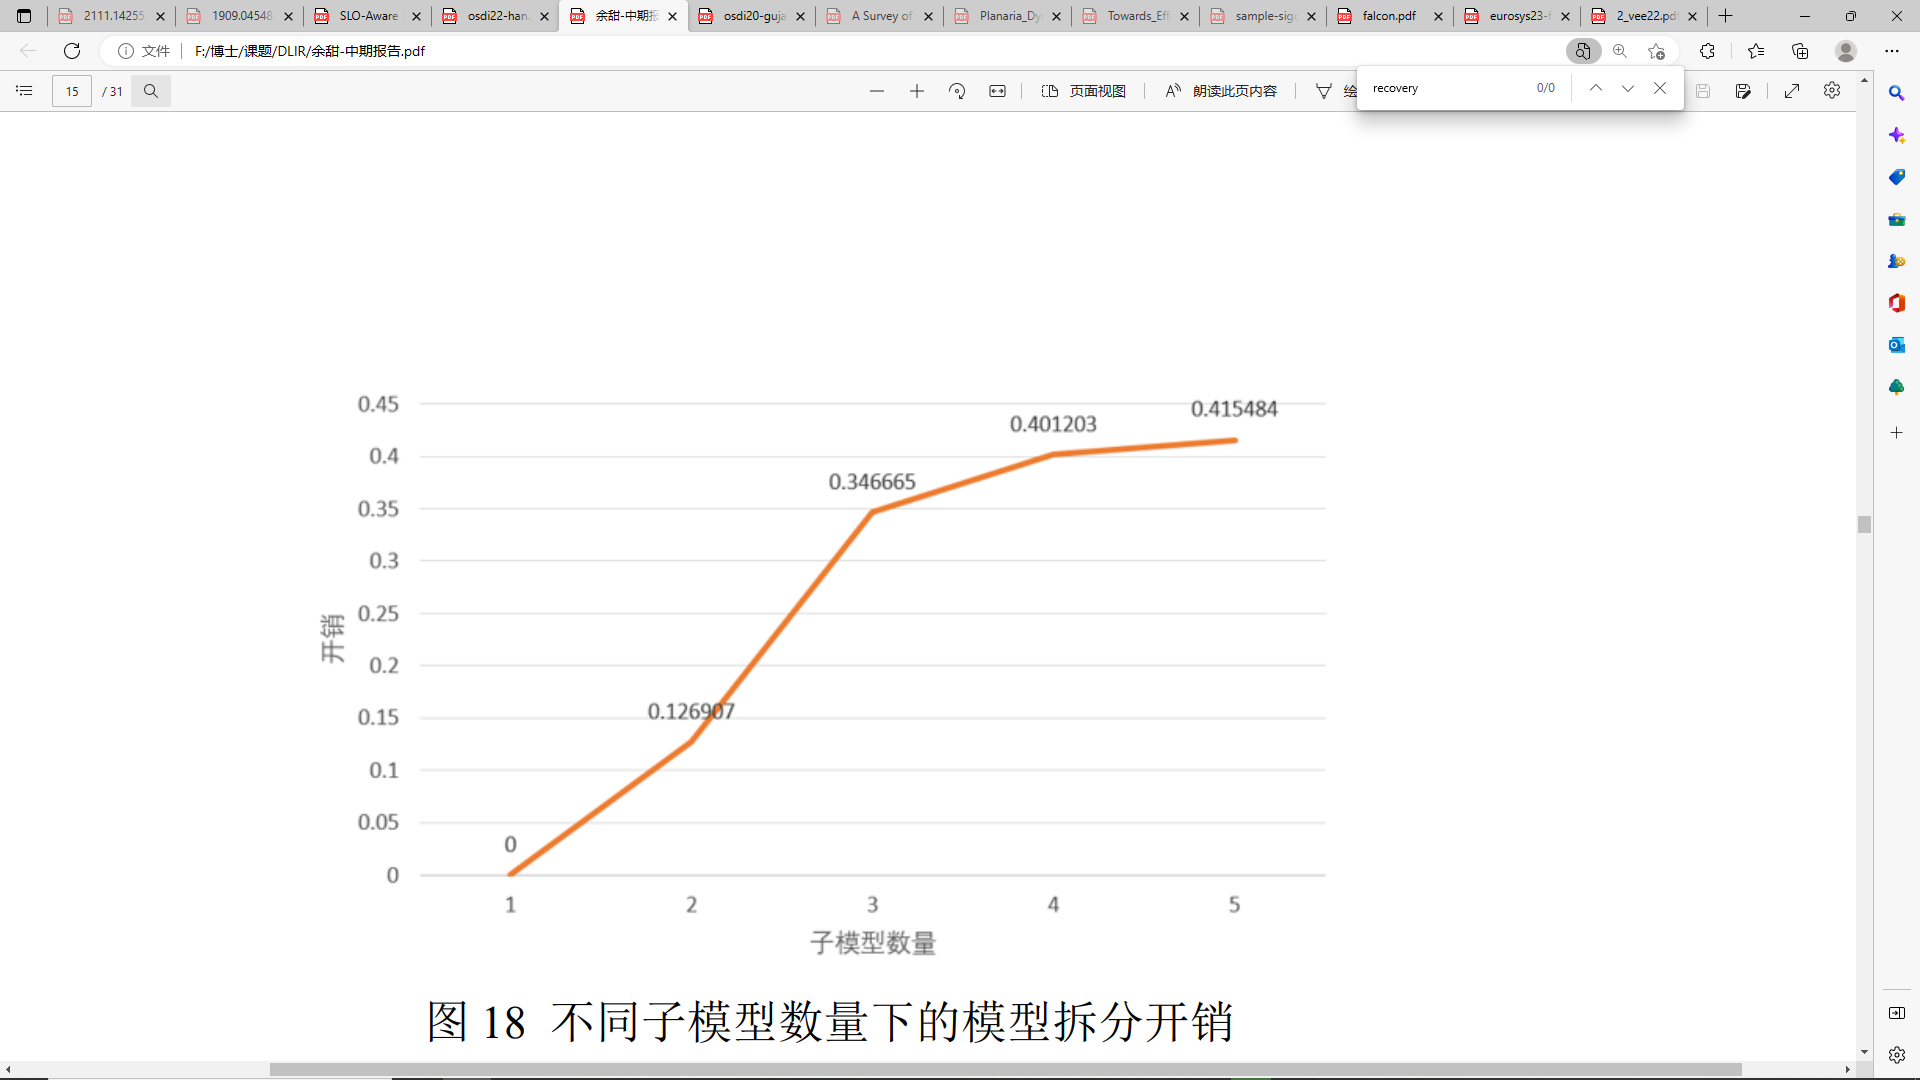 2111.14255
1909.04548
SLO-Aware
osdi22-han
余甜-中期报
osdi20-guja
A Survey of
Planaria_Dy
Towards_Eff
sample-sigc
falcon.pdf
eurosys23-f
2_vee22.pd
文件
F:/博士/课题/DLIR/余甜-中期报告.pdf
15 / 31
页面视图
朗读此页内容
绘
recovery
0/0
0.45
0.4
0.35
0.3
0.25
0.2
0.15
0.1
0.05
0
开销
0
0.126907
0.346665
0.401203
0.415484
1 2 3 4 5
子模型数量
图 18 不同子模型数量下的模型拆分开销